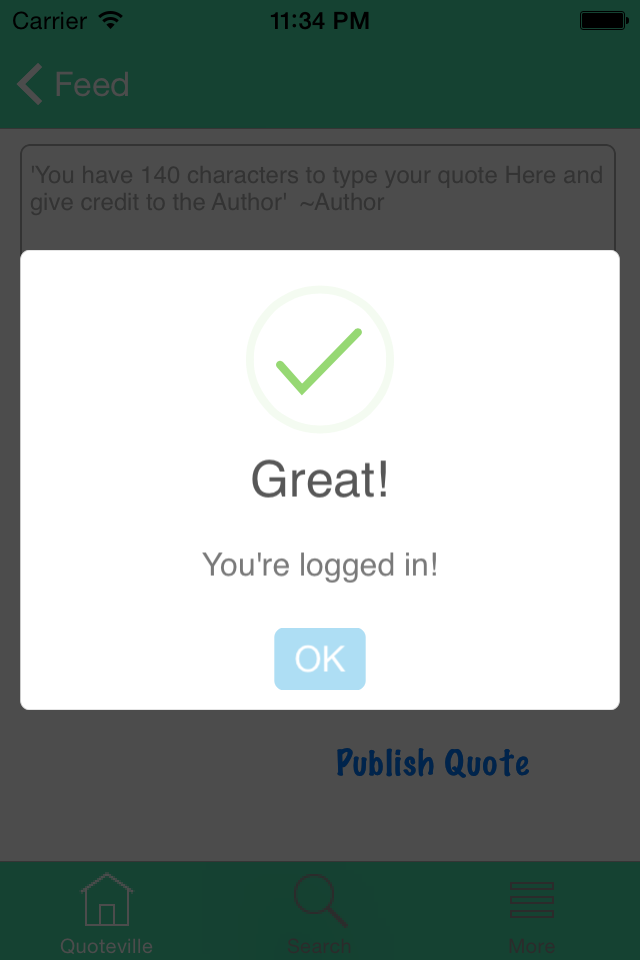 Carrier 11:34 PM
Feed
'You have 140 characters to type your quote Here and
give credit to the Author' ~Author
Great!
You're logged in!
OK
Publish Quote
Quoteville Search More